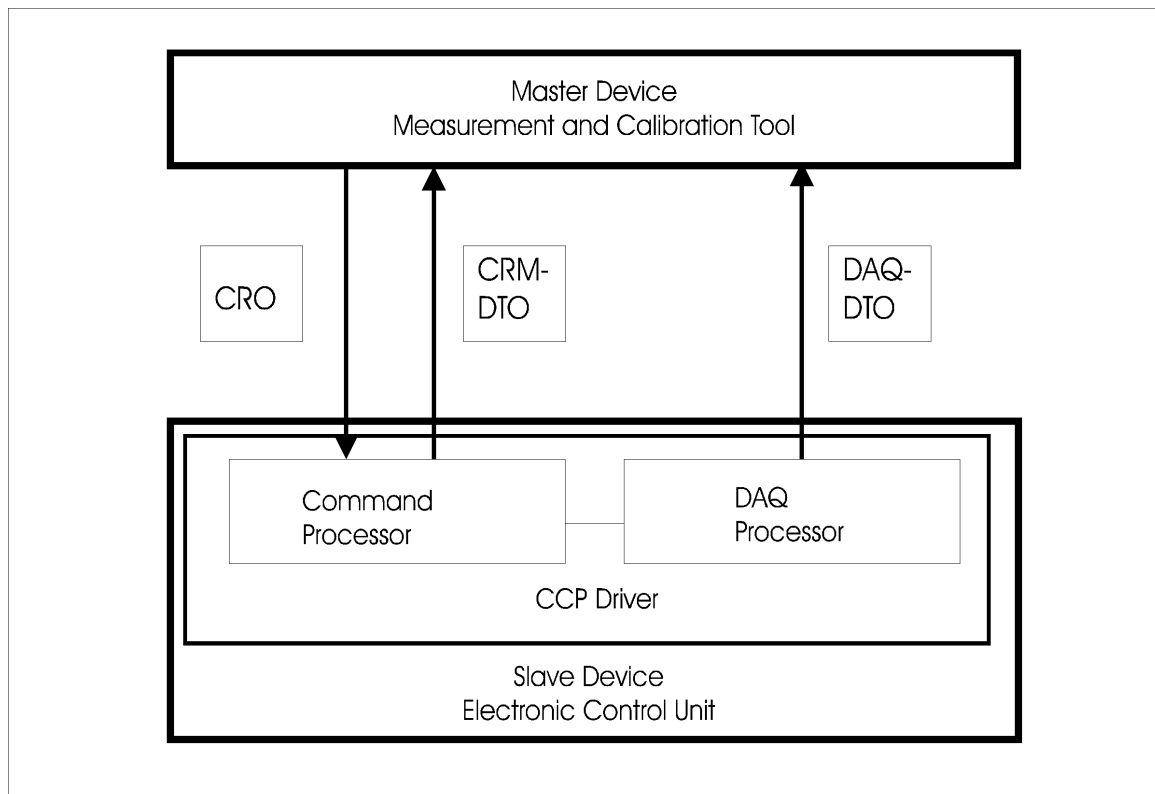 Master Device
Measurement and Calibration Tool
CRO
CRM-
DTO
DAQ-
DTO
Command
Processor
DAQ
Processor
CCP Driver
Slave Device
Electronic Control Unit